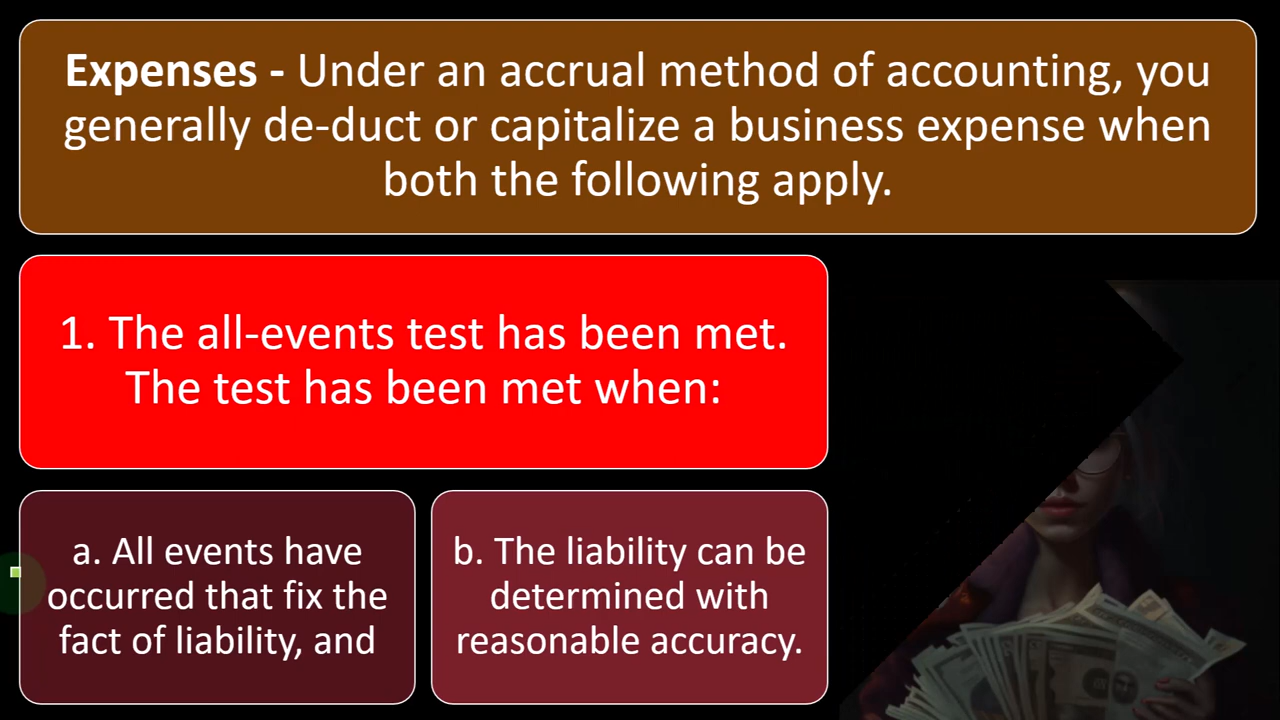 Expenses - Under an accrual method of accounting, you
generally de-duct or capitalize a business expense when
both the following apply.
1. The all-events test has been met.
The test has been met when:
a. All events have
occurred that fix the
fact of liability, and
b. The liability can be
determined with
reasonable accuracy.